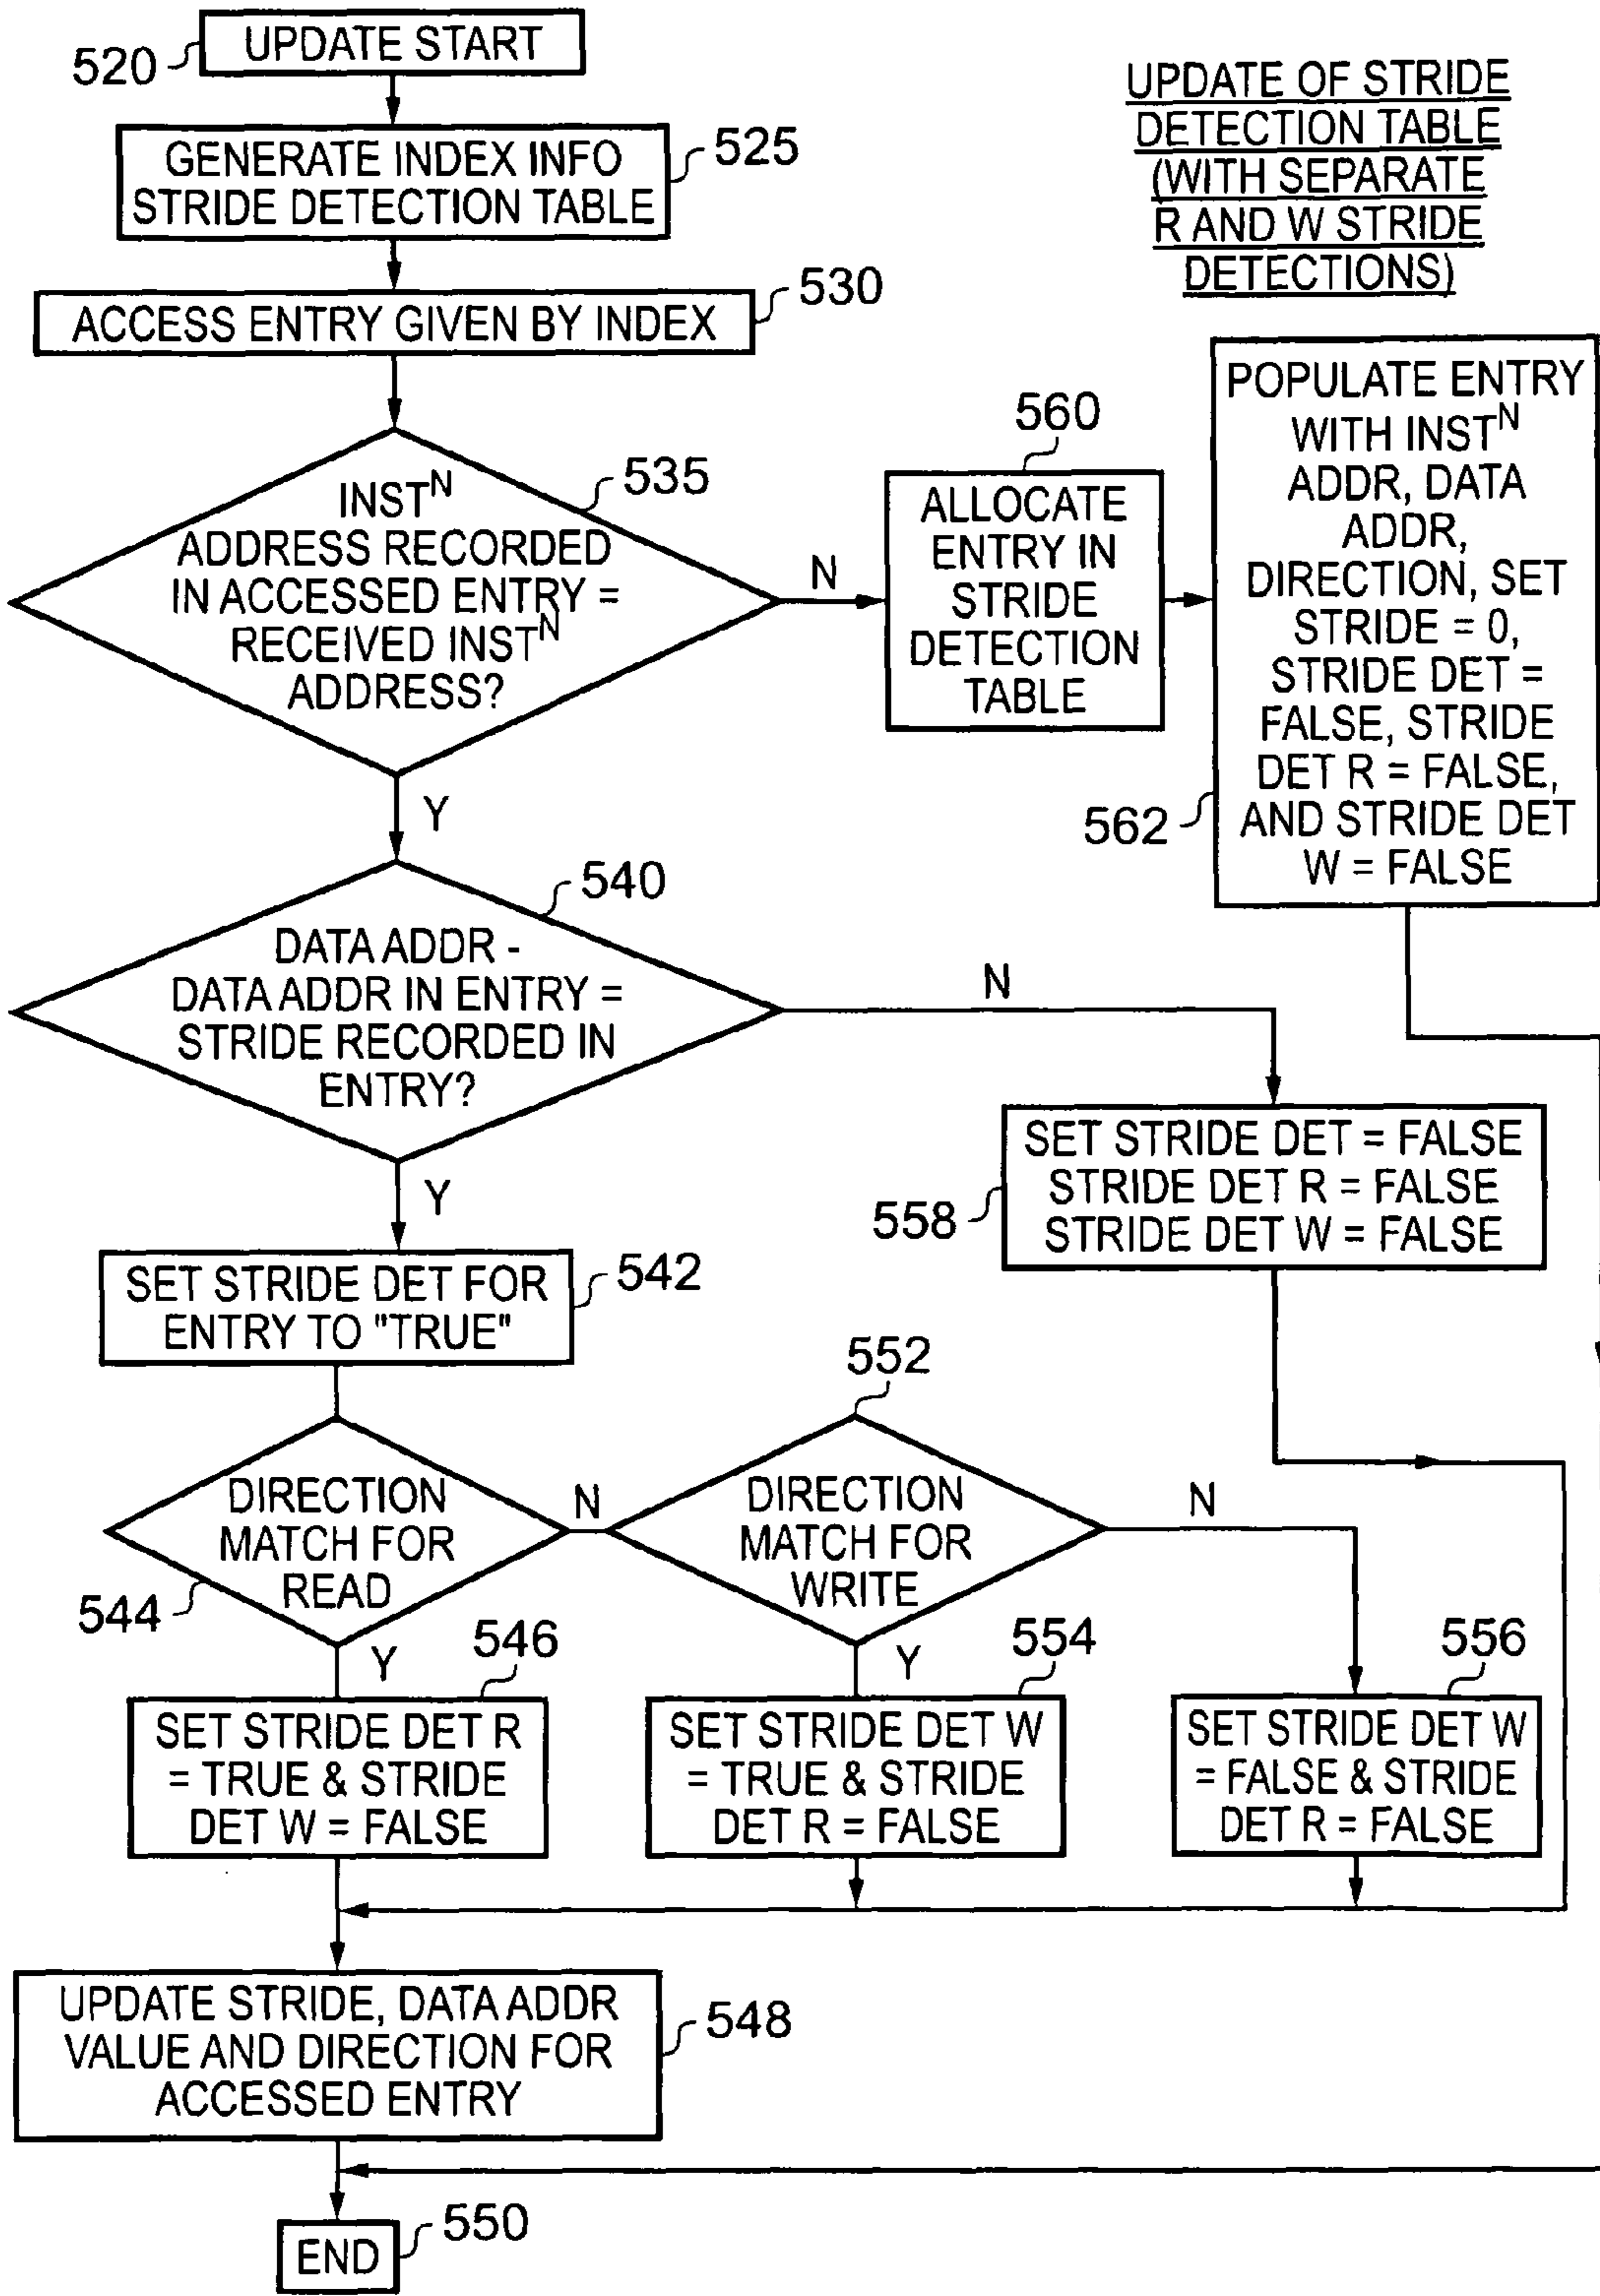 UPDATE START
520
UPDATE OF STRIDE
DETECTION TABLE
(WITH SEPARATE
R AND W STRIDE
DETECTIONS)
GENERATE INDEX INFO
STRIDE DETECTION TABLE
525
ACCESS ENTRY GIVEN BY INDEX
530
INSTᴺ
ADDRESS RECORDED
IN ACCESSED ENTRY =
RECEIVED INSTᴺ
ADDRESS?
535
N
Y
560
ALLOCATE
ENTRY IN
STRIDE
DETECTION
TABLE
POPULATE ENTRY
WITH INSTᴺ
ADDR, DATA
ADDR,
DIRECTION, SET
STRIDE = 0,
STRIDE DET =
FALSE, STRIDE
DET R = FALSE,
AND STRIDE DET
W = FALSE
562
540
DATA ADDR -
DATA ADDR IN ENTRY =
STRIDE RECORDED IN
ENTRY?
N
Y
SET STRIDE DET = FALSE
STRIDE DET R = FALSE
STRIDE DET W = FALSE
558
SET STRIDE DET FOR
ENTRY TO "TRUE"
542
DIRECTION
MATCH FOR
READ
544
N
Y
552
DIRECTION
MATCH FOR
WRITE
N
Y
546
SET STRIDE DET R
= TRUE & STRIDE
DET W = FALSE
554
SET STRIDE DET W
= TRUE & STRIDE
DET R = FALSE
556
SET STRIDE DET W
= FALSE & STRIDE
DET R = FALSE
UPDATE STRIDE, DATA ADDR
VALUE AND DIRECTION FOR
ACCESSED ENTRY
548
END
550